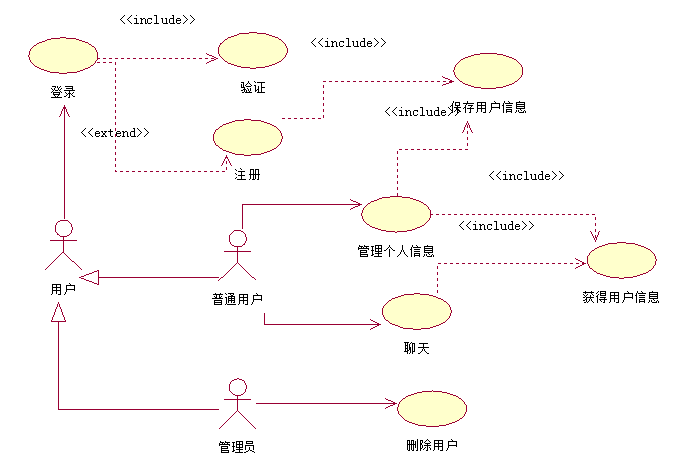 <<include>>
<<include>>
登录
验证
保存用户信息
<<include>>
<<extend>>
注册
<<include>>
<<include>>
管理个人信息
用户
普通用户
获得用户信息
聊天
管理员
删除用户